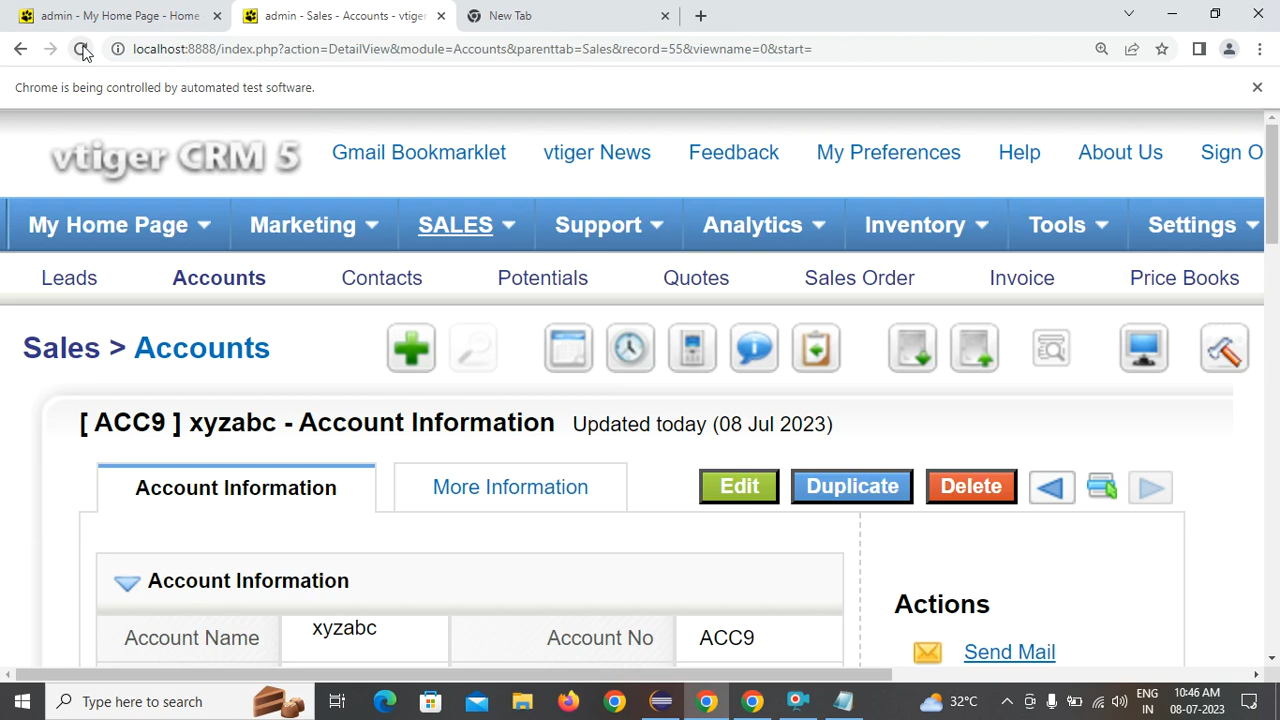 admin - My Home Page - Home
admin - Sales - Accounts - vtiger
New Tab
localhost:8888/index.php?action=DetailView&module=Accounts&parenttab=Sales&record=55&viewname=0&start=
Chrome is being controlled by automated test software.
vtiger CRM 5
Gmail Bookmarklet
vtiger News
Feedback
My Preferences
Help
About Us
Sign O
My Home Page
Marketing
SALES
Support
Analytics
Inventory
Tools
Settings
Leads
Accounts
Contacts
Potentials
Quotes
Sales Order
Invoice
Price Books
Sales > Accounts
[ ACC9 ] xyzabc - Account Information Updated today (08 Jul 2023)
Account Information
More Information
Edit
Duplicate
Delete
Account Information
Account Name
xyzabc
Account No
ACC9
Actions
Send Mail
Type here to search
32°C
ENG
IN
10:46 AM
08-07-2023